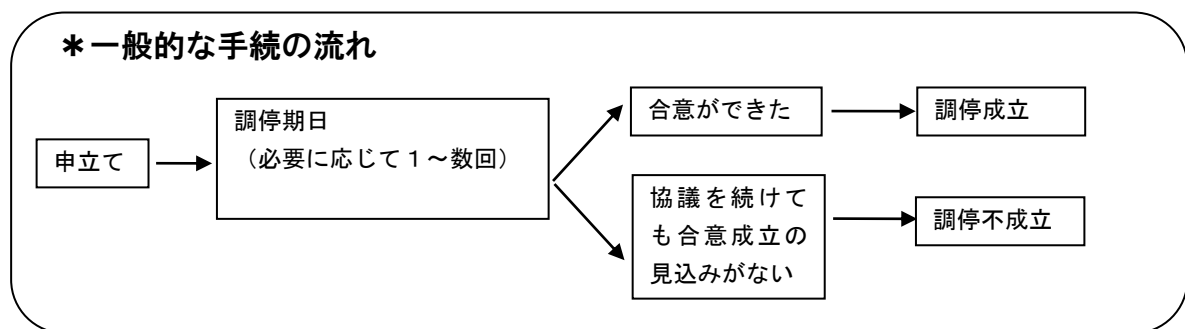 ＊一般的な手続の流れ
申立て
調停期日
（必要に応じて１～数回）
合意ができた
調停成立
協議を続けて
も合意成立の
見込みがない
調停不成立